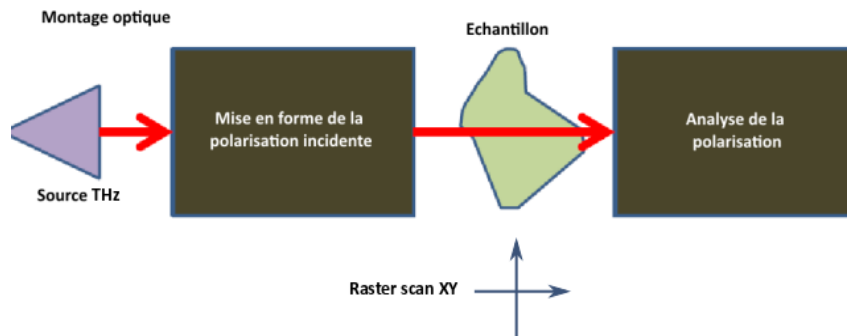 Montage optique
Echantillon
Mise en forme de la
polarisation incidente
Analyse de la
polarisation
Source THz
Raster scan XY